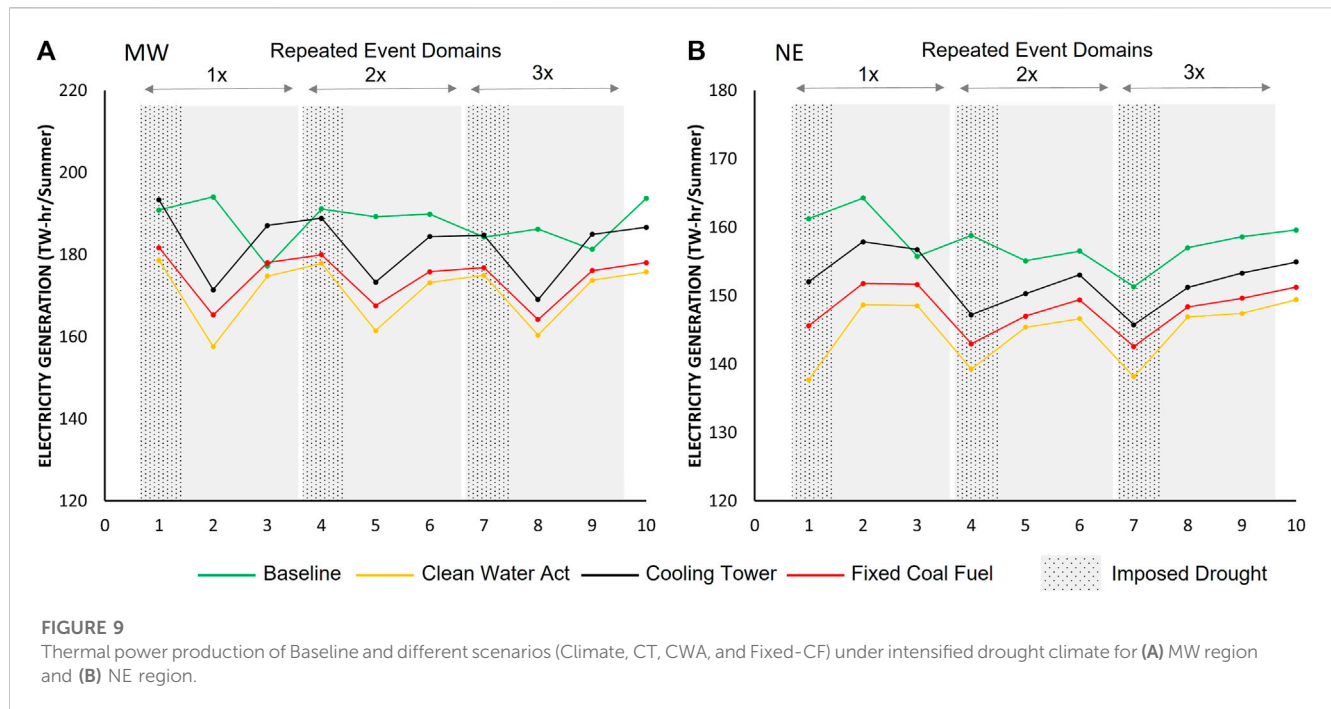 A MW Repeated Event Domains
1x 2x 3x
ELECTRICITY GENERATION (TW-hr/Summer)
220
200
180
160
140
120
0 1 2 3 4 5 6 7 8 9 10
B NE Repeated Event Domains
1x 2x 3x
ELECTRICITY GENERATION (TW-hr/Summer)
180
170
160
150
140
130
120
0 1 2 3 4 5 6 7 8 9 10
Baseline Clean Water Act Cooling Tower Fixed Coal Fuel Imposed Drought
FIGURE 9
Thermal power production of Baseline and different scenarios (Climate, CT, CWA, and Fixed-CF) under intensified drought climate for (A) MW region
and (B) NE region.